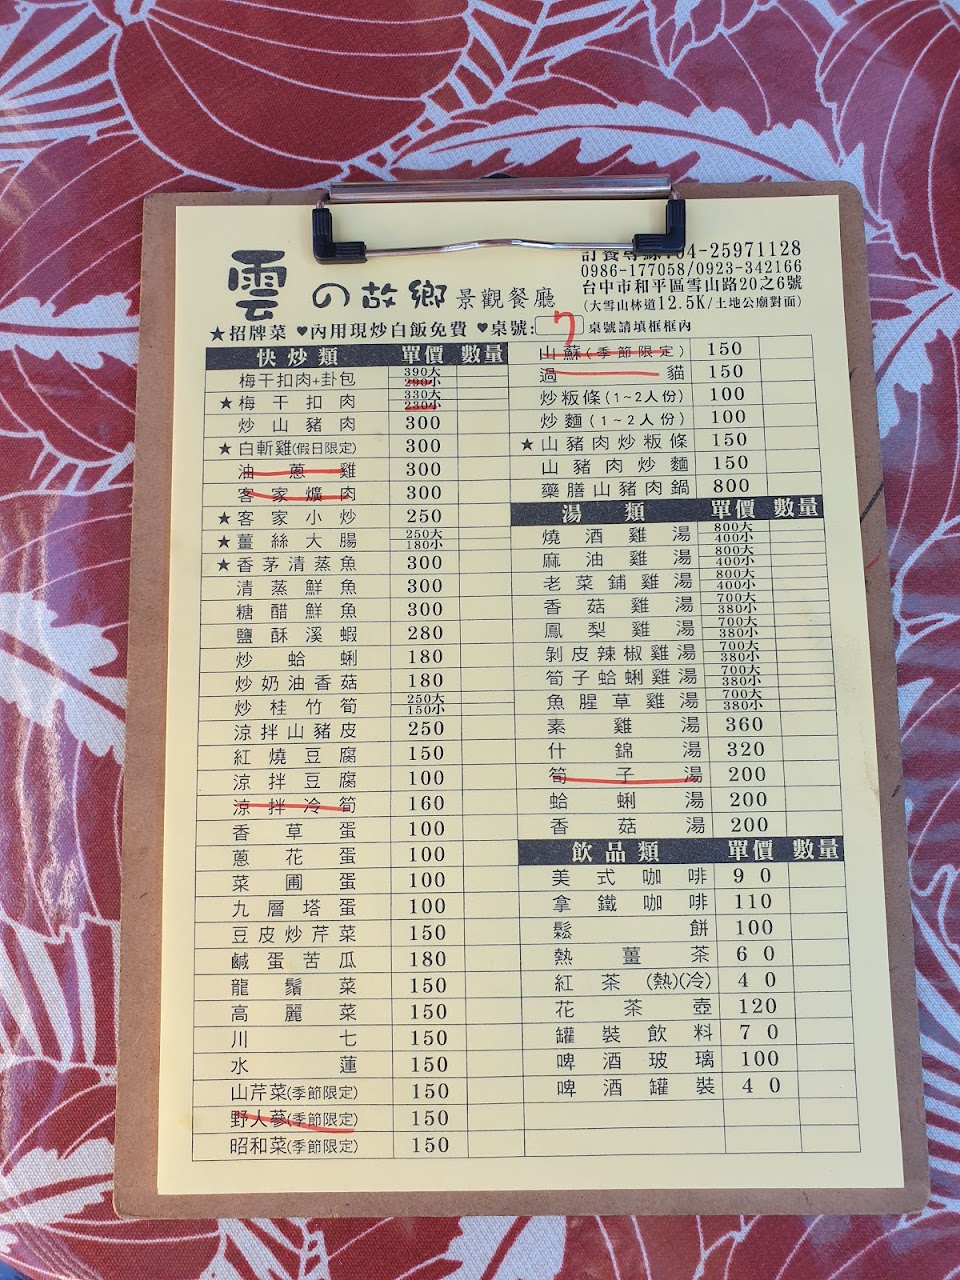 雲の故鄉 景觀餐廳
訂餐專線:04-25971128
0986-177058/0923-342166
台中市和平區雪山路20之6號
(大雪山林道12.5K/土地公廟對面)
★招牌菜 ♥內用現炒白飯免費 ♥桌號: 7 桌號請填框框內
快炒類 單價 數量
梅干扣肉+卦包 390大 290小
★梅干扣肉 330大 230小
炒山豬肉 300
★白斬雞(假日限定) 300
油蔥雞 300
客家爌肉 300
★客家小炒 250
★薑絲大腸 250大 180小
★香茅清蒸魚 300
清蒸鮮魚 300
糖醋鮮魚 300
鹽酥溪蝦 280
炒蛤蜊 180
炒奶油香菇 180
炒桂竹筍 250大 150小
涼拌山豬皮 250
紅燒豆腐 150
涼拌豆腐 100
涼拌冷筍 160
香草蛋 100
蔥花蛋 100
菜圃蛋 100
九層塔蛋 100
豆皮炒芹菜 150
鹹蛋苦瓜 180
龍鬚菜 150
高麗菜 150
川七 150
水蓮 150
山芹菜(季節限定) 150
野人蔘(季節限定) 150
昭和菜(季節限定) 150
山蘇(季節限定) 150
過貓 150
炒粄條(1~2人份) 100
炒麵(1~2人份) 100
★山豬肉炒粄條 150
山豬肉炒麵 150
藥膳山豬肉鍋 800
湯類 單價 數量
燒酒雞湯 800大 400小
麻油雞湯 800大 400小
老菜鋪雞湯 800大 400小
香菇雞湯 700大 380小
鳳梨雞湯 700大 380小
剝皮辣椒雞湯 700大 380小
筍子蛤蜊雞湯 700大 380小
魚腥草雞湯 700大 380小
素雞湯 360
什錦湯 320
筍子湯 200
蛤蜊湯 200
香菇湯 200
飲品類 單價 數量
美式咖啡 90
拿鐵咖啡 110
鬆餅 100
熱薑茶 60
紅茶(熱)(冷) 40
花茶壺 120
罐裝飲料 70
啤酒玻璃 100
啤酒罐裝 40